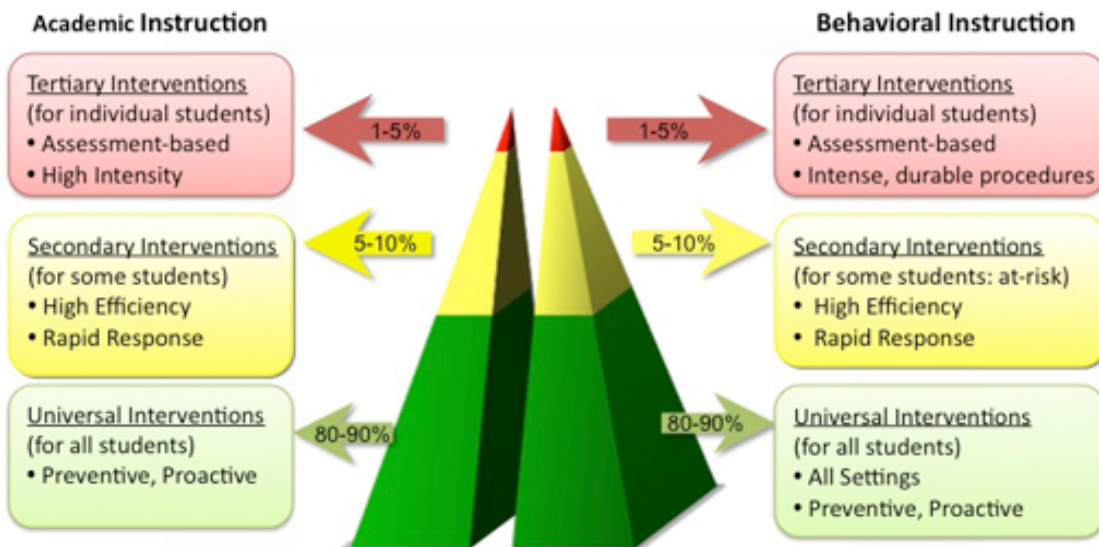 Academic Instruction
Tertiary Interventions
(for individual students)
• Assessment-based
• High Intensity
1-5%
Secondary Interventions
(for some students)
• High Efficiency
• Rapid Response
5-10%
Universal Interventions
(for all students)
• Preventive, Proactive
80-90%
Behavioral Instruction
1-5%
Tertiary Interventions
(for individual students)
• Assessment-based
• Intense, durable procedures
5-10%
Secondary Interventions
(for some students: at-risk)
• High Efficiency
• Rapid Response
80-90%
Universal Interventions
(for all students)
• All Settings
• Preventive, Proactive